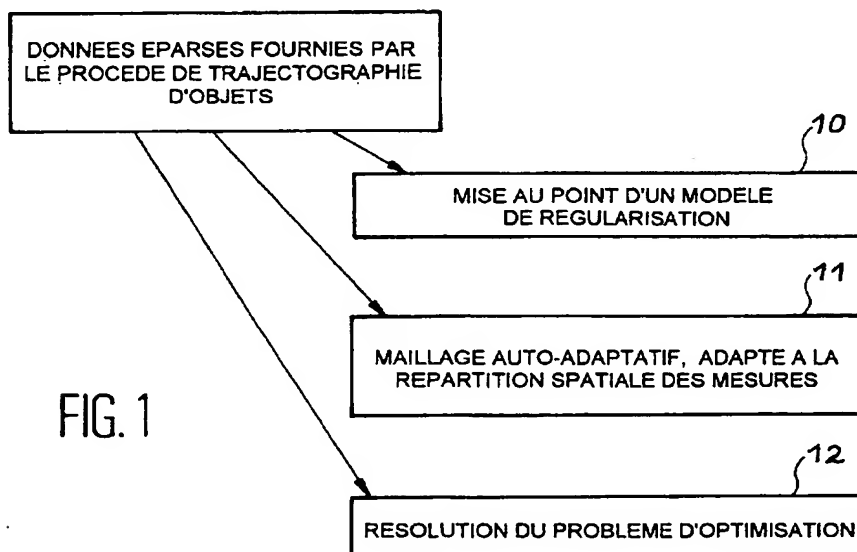 DONNEES EPARSES FOURNIES PAR
LE PROCEDE DE TRAJECTOGRAPHIE
D'OBJETS
10
MISE AU POINT D'UN MODELE
DE REGULARISATION
11
MAILLAGE AUTO-ADAPTATIF, ADAPTE A LA
REPARTITION SPATIALE DES MESURES
FIG. 1
12
RESOLUTION DU PROBLEME D'OPTIMISATION